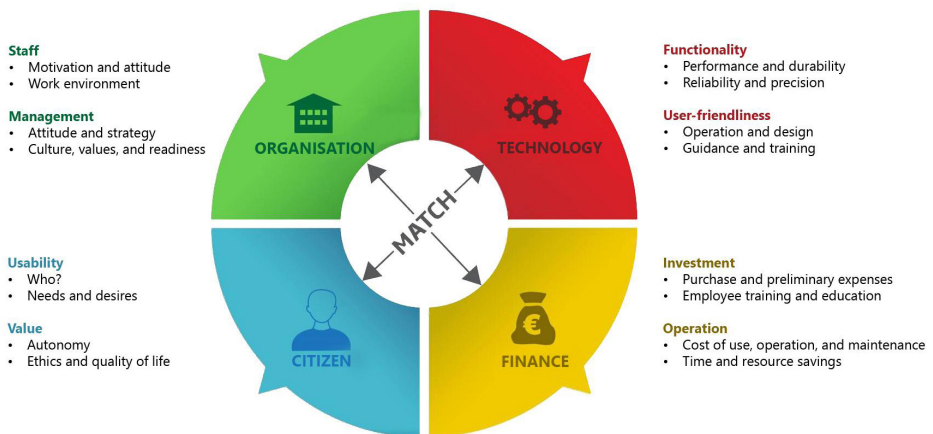 Staff
• Motivation and attitude
• Work environment
Management
• Attitude and strategy
• Culture, values, and readiness
ORGANISATION
TECHNOLOGY
Functionality
• Performance and durability
• Reliability and precision
User-friendliness
• Operation and design
• Guidance and training
MATCH
Usability
• Who?
• Needs and desires
Value
• Autonomy
• Ethics and quality of life
CITIZEN
€
FINANCE
Investment
• Purchase and preliminary expenses
• Employee training and education
Operation
• Cost of use, operation, and maintenance
• Time and resource savings